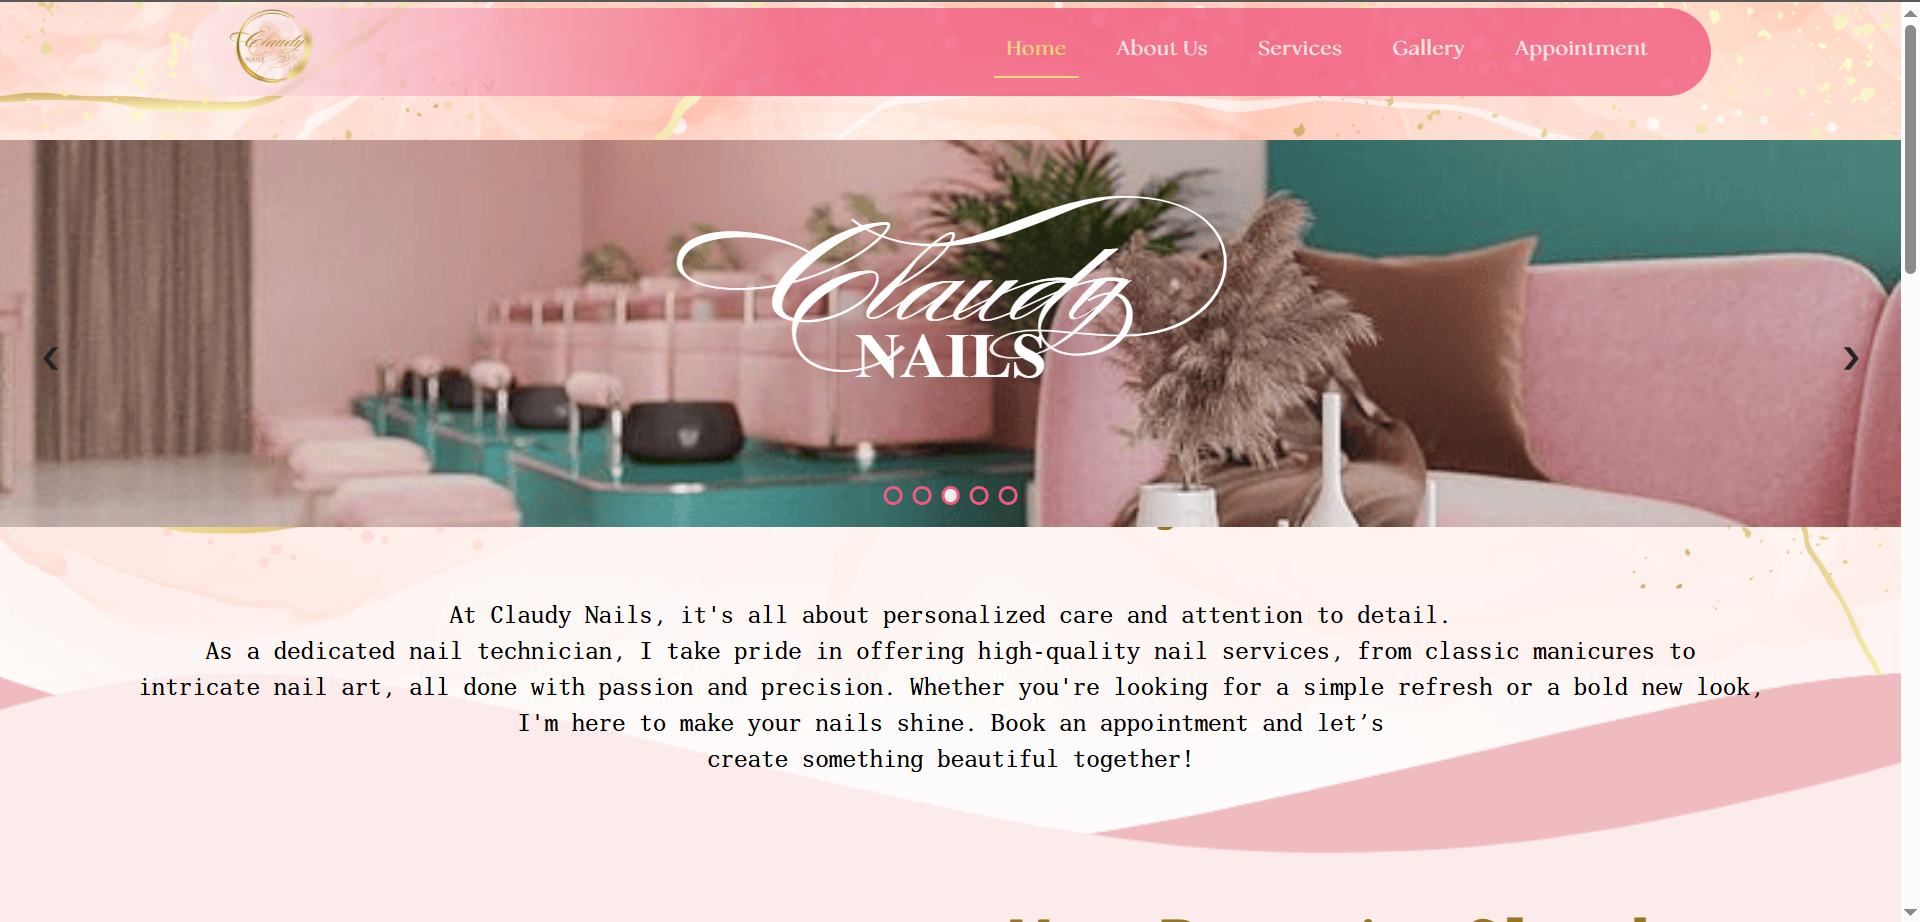 Claudy
NAILS
Home About Us Services Gallery Appointment
Claudy
NAILS
At Claudy Nails, it's all about personalized care and attention to detail.
As a dedicated nail technician, I take pride in offering high-quality nail services, from classic manicures to
intricate nail art, all done with passion and precision. Whether you're looking for a simple refresh or a bold new look,
I'm here to make your nails shine. Book an appointment and let’s
create something beautiful together!